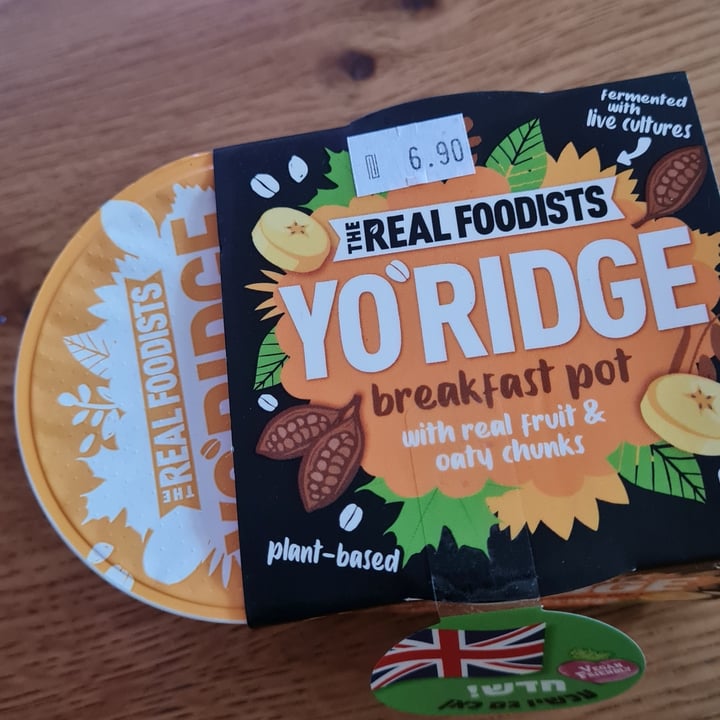 fermented
with
live cultures
₪ 6.90
THE REAL FOODISTS
YO'RIDGE
breakfast pot
with real fruit &
oaty chunks
plant-based
THE REAL FOODISTS
YO'RIDGE
VEGAN
FRIENDLY
חדש!